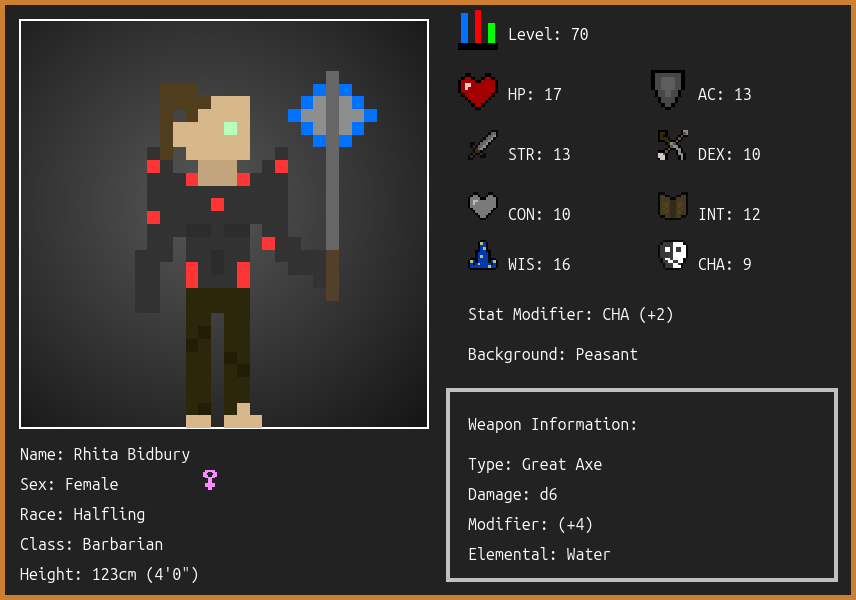 Level: 70
HP: 17
AC: 13
STR: 13
DEX: 10
CON: 10
INT: 12
WIS: 16
CHA: 9
Stat Modifier: CHA (+2)
Background: Peasant
Weapon Information:
Type: Great Axe
Damage: d6
Modifier: (+4)
Elemental: Water
Name: Rhita Bidbury
Sex: Female
Race: Halfling
Class: Barbarian
Height: 123cm (4'0")